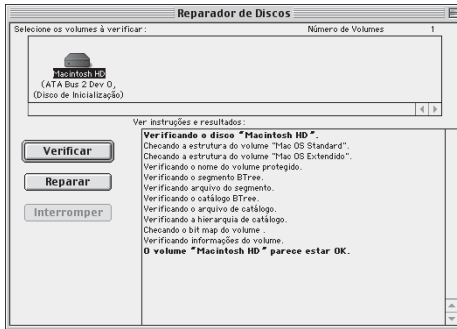 Reparador de Discos
Selecione os volumes à verificar: Número de Volumes 1
Macintosh HD
(ATA Bus 2 Dev 0,
(Disco de Inicialização)
Ver instruções e resultados:
Verificar
Reparar
Interromper
Verificando o disco "Macintosh HD".
Checando a estrutura do volume "Mac OS Standard".
Checando a estrutura do volume "Mac OS Extendido".
Verificando o nome do volume protegido.
Verificando o segmento BTree.
Verificando arquivo do segmento.
Verificando o catálogo BTree.
Verificando o arquivo de catálogo.
Verificando a hierarquia de catálogo.
Checando o bit map do volume .
Verificando informações do volume.
O volume "Macintosh HD" parece estar OK.